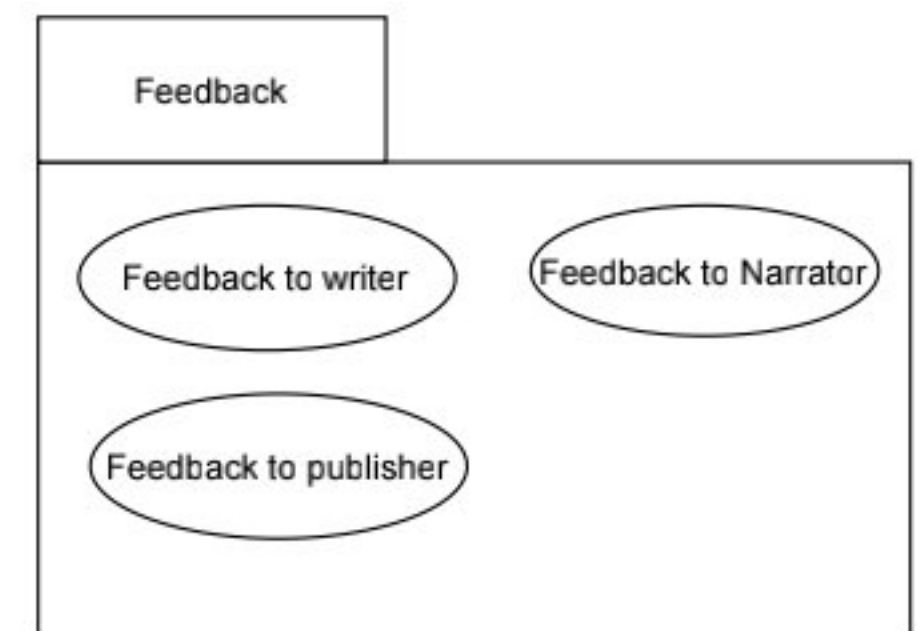 Feedback
Feedback to writer
Feedback to Narrator
Feedback to publisher